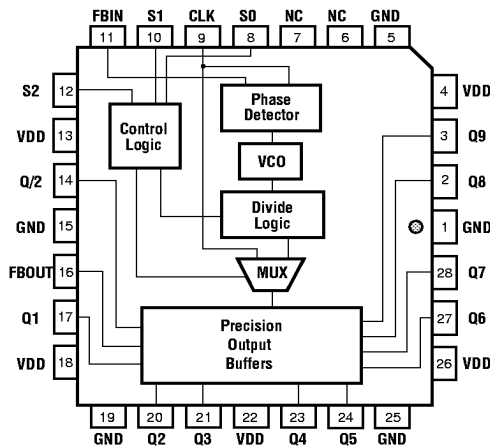 FBIN S1 CLK S0 NC NC GND
11 10 9 8 7 6 5
S2 12
VDD 13
Q/2 14
GND 15
FBOUT 16
Q1 17
VDD 18
Control
Logic
Phase
Detector
VCO
Divide
Logic
MUX
Precision
Output
Buffers
4 VDD
3 Q9
2 Q8
1 GND
28 Q7
27 Q6
26 VDD
19 20 21 22 23 24 25
GND Q2 Q3 VDD Q4 Q5 GND